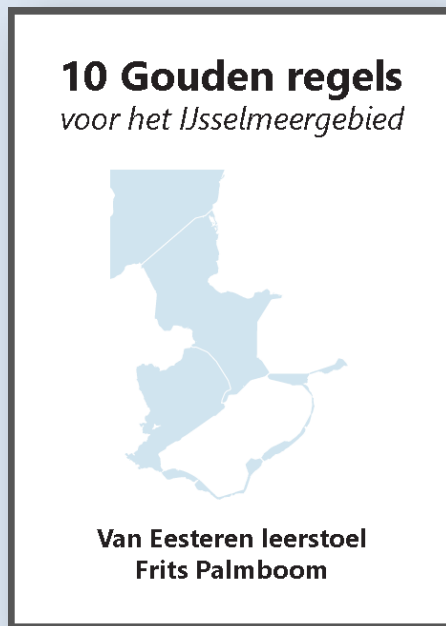 10 Gouden regels
voor het IJsselmeergebied
Van Eesteren leerstoel
Frits Palmboom